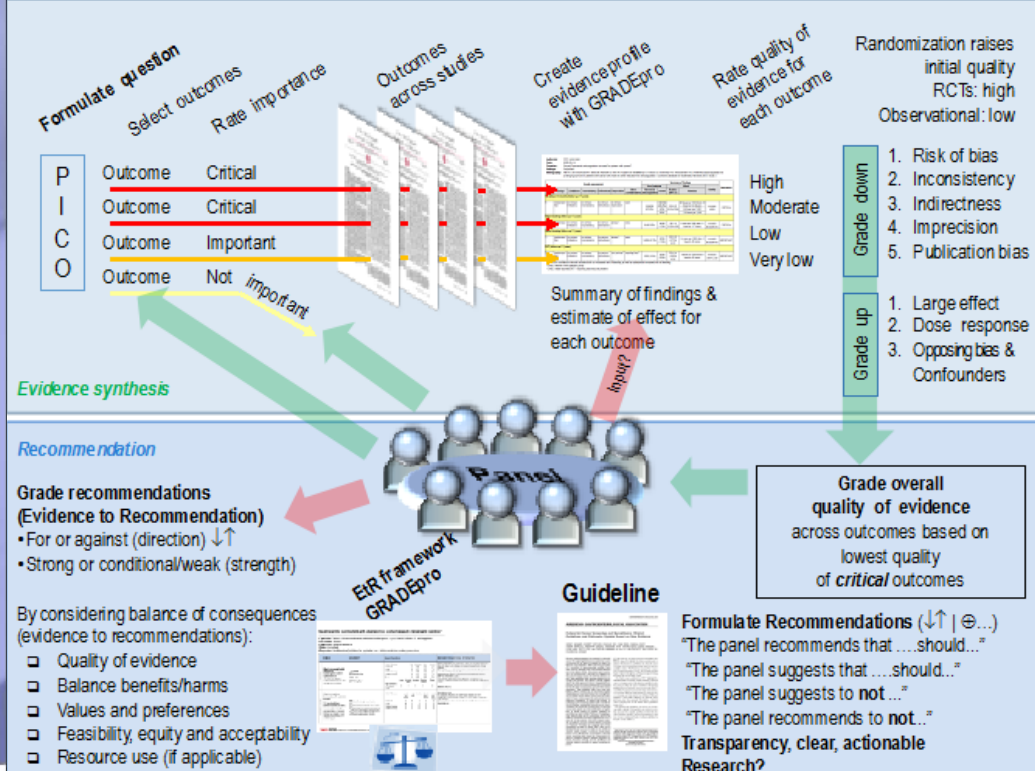 Formulate question
Select outcomes
Rate importance
Outcomes
across studies
Create
evidence profile
with GRADEpro
Rate quality of
evidence for
each outcome
Randomization raises
initial quality
RCTs: high
Observational: low
P
I
C
O
Outcome Critical
Outcome Critical
Outcome Important
Outcome Not important
High
Moderate
Low
Very low
Summary of findings &
estimate of effect for
each outcome
Grade down
1. Risk of bias
2. Inconsistency
3. Indirectness
4. Imprecision
5. Publication bias
Grade up
1. Large effect
2. Dose response
3. Opposing bias &
Confounders
Evidence synthesis
Input?
Recommendation
Panel
Grade recommendations
(Evidence to Recommendation)
•For or against (direction) ↓↑
•Strong or conditional/weak (strength)
By considering balance of consequences
(evidence to recommendations):
❑ Quality of evidence
❑ Balance benefits/harms
❑ Values and preferences
❑ Feasibility, equity and acceptability
❑ Resource use (if applicable)
EtR framework
GRADEpro
Guideline
Grade overall
quality of evidence
across outcomes based on
lowest quality
of critical outcomes
Formulate Recommendations (↓↑ | ⊕...)
“The panel recommends that ....should...”
“The panel suggests that ....should...”
“The panel suggests to not ...”
“The panel recommends to not...”
Transparency, clear, actionable
Research?